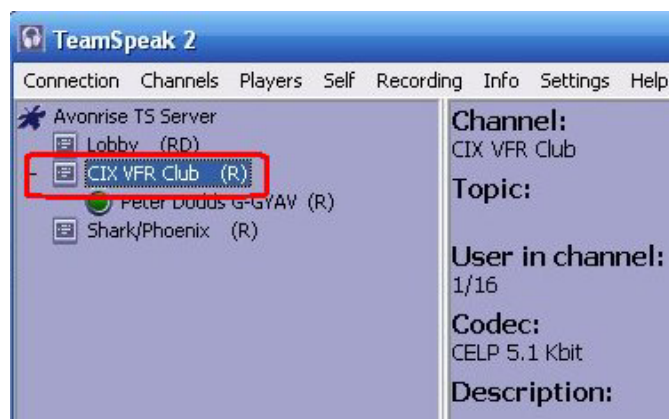 TeamSpeak 2
Connection Channels Players Self Recording Info Settings Help
Avonrise TS Server
Lobby (RD)
CIX VFR Club (R)
Peter Dodds G-GYAV (R)
Shark/Phoenix (R)
Channel:
CIX VFR Club
Topic:
User in channel:
1/16
Codec:
CELP 5.1 Kbit
Description: